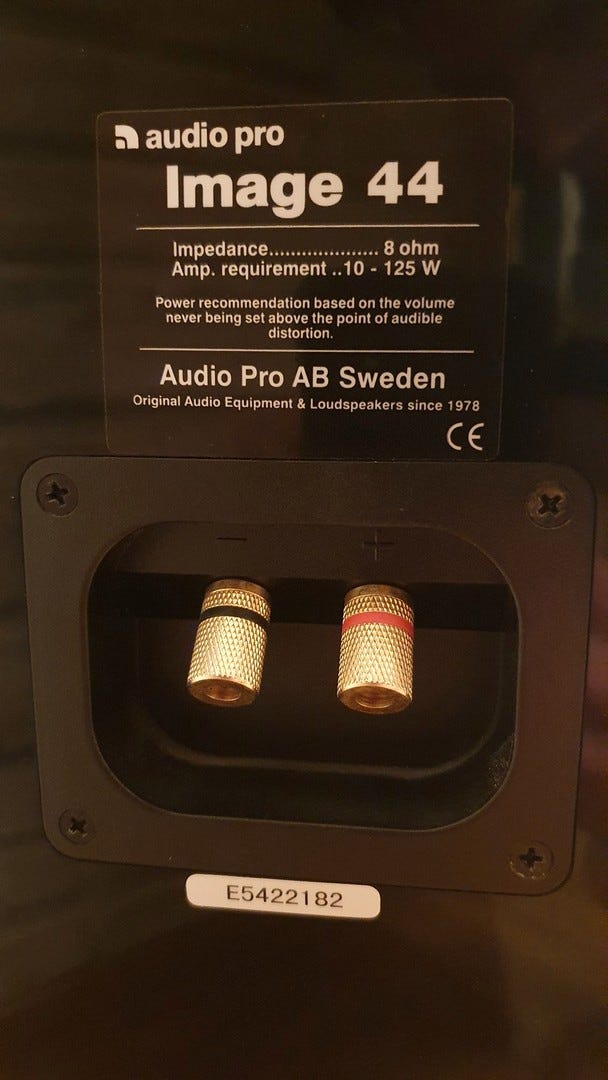 audio pro
Image 44
Impedance.................... 8 ohm
Amp. requirement ..10 - 125 W
Power recommendation based on the volume
never being set above the point of audible
distortion.
Audio Pro AB Sweden
Original Audio Equipment & Loudspeakers since 1978
CE
— +
E5422182